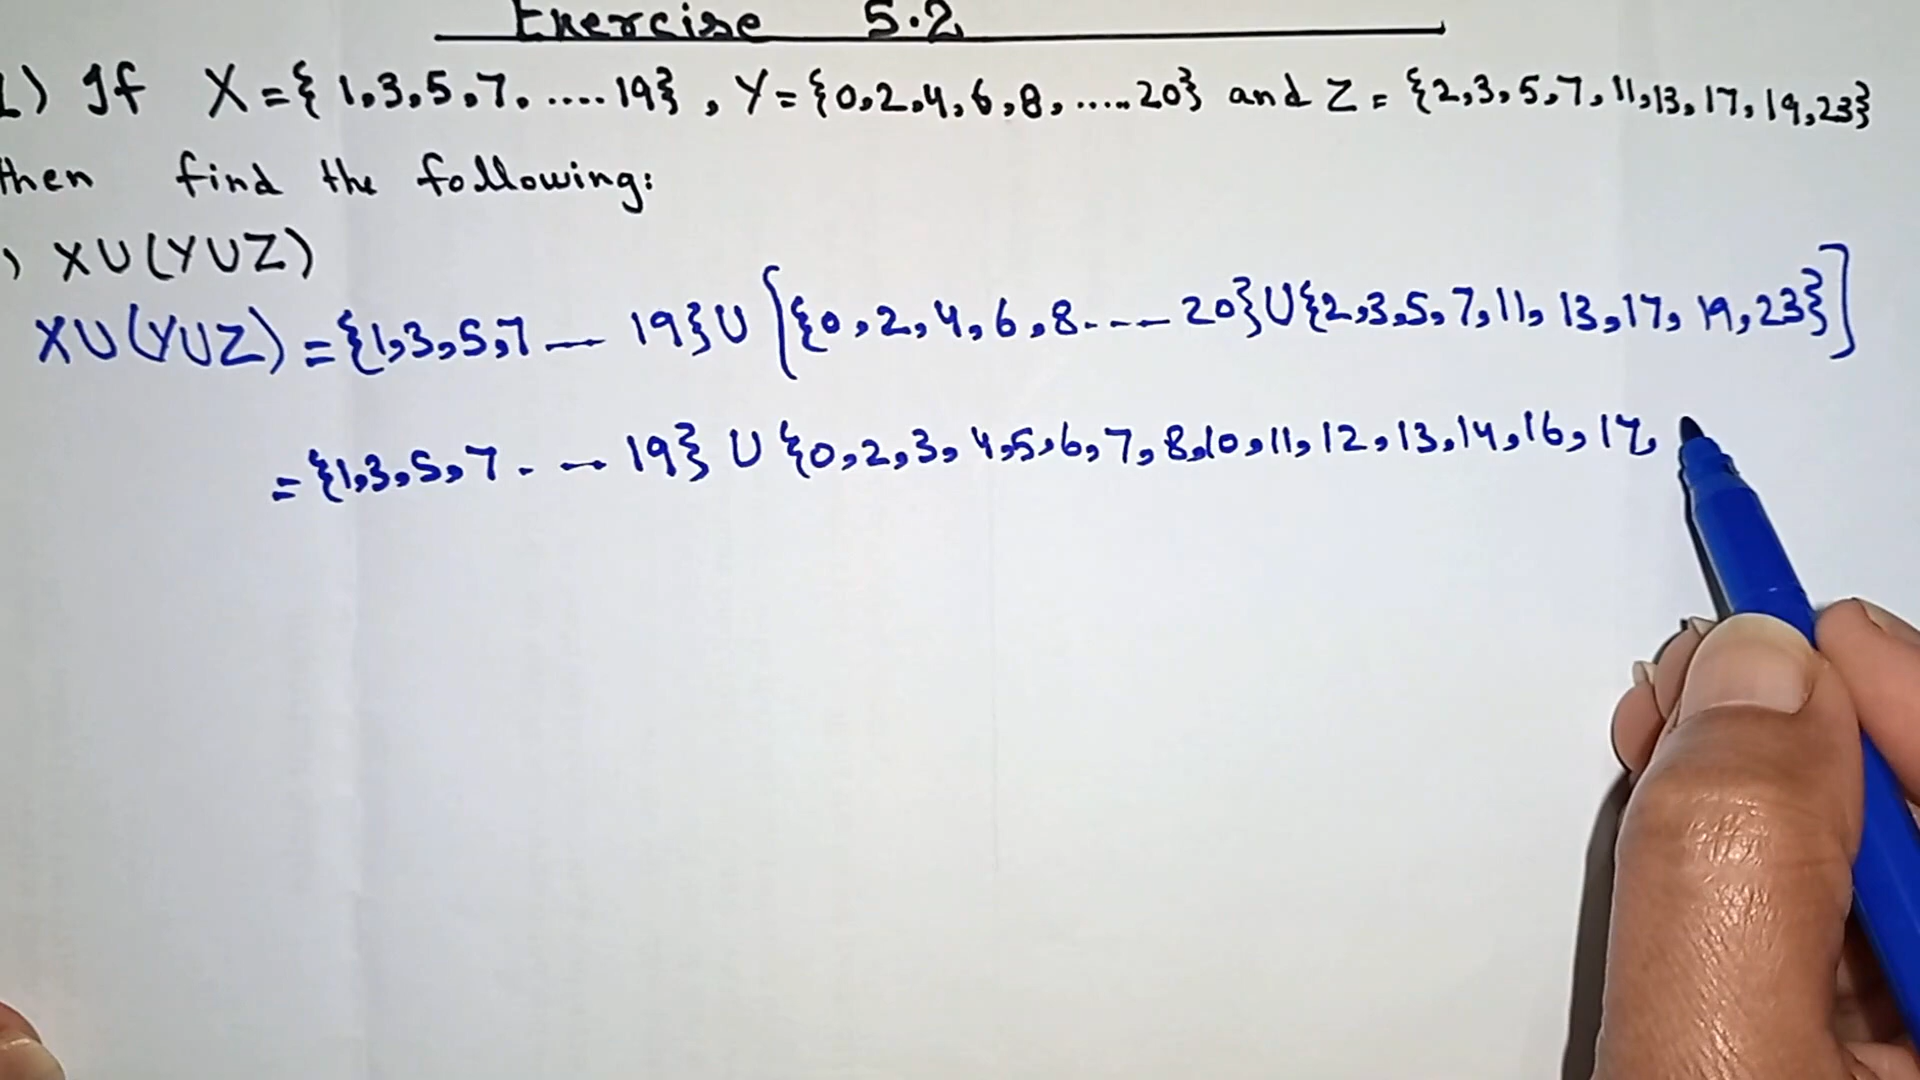 Exercise 5.2
1) If X={1,3,5,7.....19}, Y={0,2,4,6,8,.....20} and Z={2,3,5,7,11,13,17,19,23}
then find the following:
) XU(YUZ)
XU(YUZ)={1,3,5,7 — 19}U[{0,2,4,6,8....20}U{2,3,5,7,11,13,17,19,23}]
={1,3,5,7.-- 19} U {0,2,3,4,5,6,7,8,10,11,12,13,14,16,17,